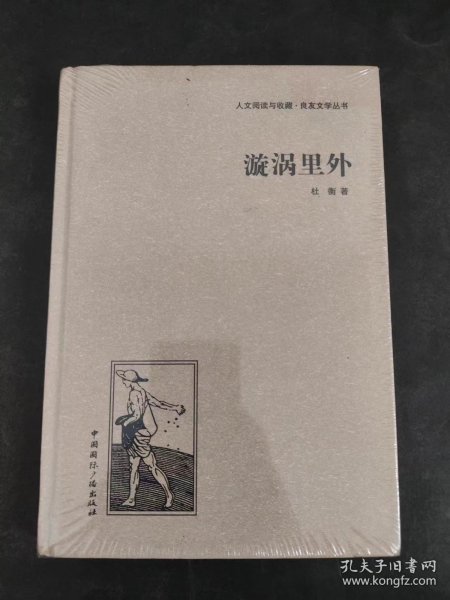 人文阅读与收藏·良友文学丛书
漩涡里外
杜 衡 著
中国国际广播出版社
孔夫子旧书网
www.kongfz.com